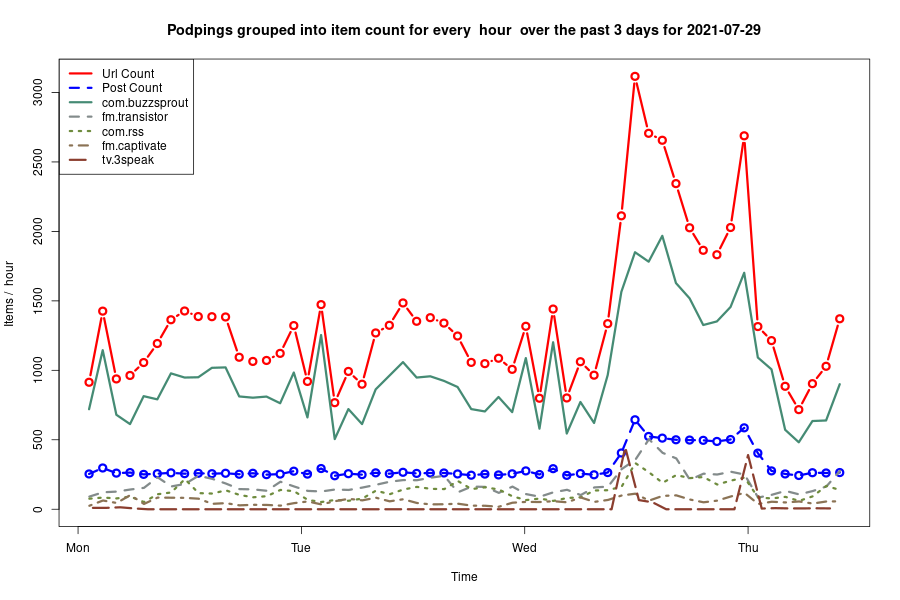 Podpings grouped into item count for every  hour  over the past 3 days for 2021-07-29
Url Count
Post Count
com.buzzsprout
fm.transistor
com.rss
fm.captivate
tv.3speak
Items /  hour
3000
2500
2000
1500
1000
500
0
Mon
Tue
Wed
Thu
Time